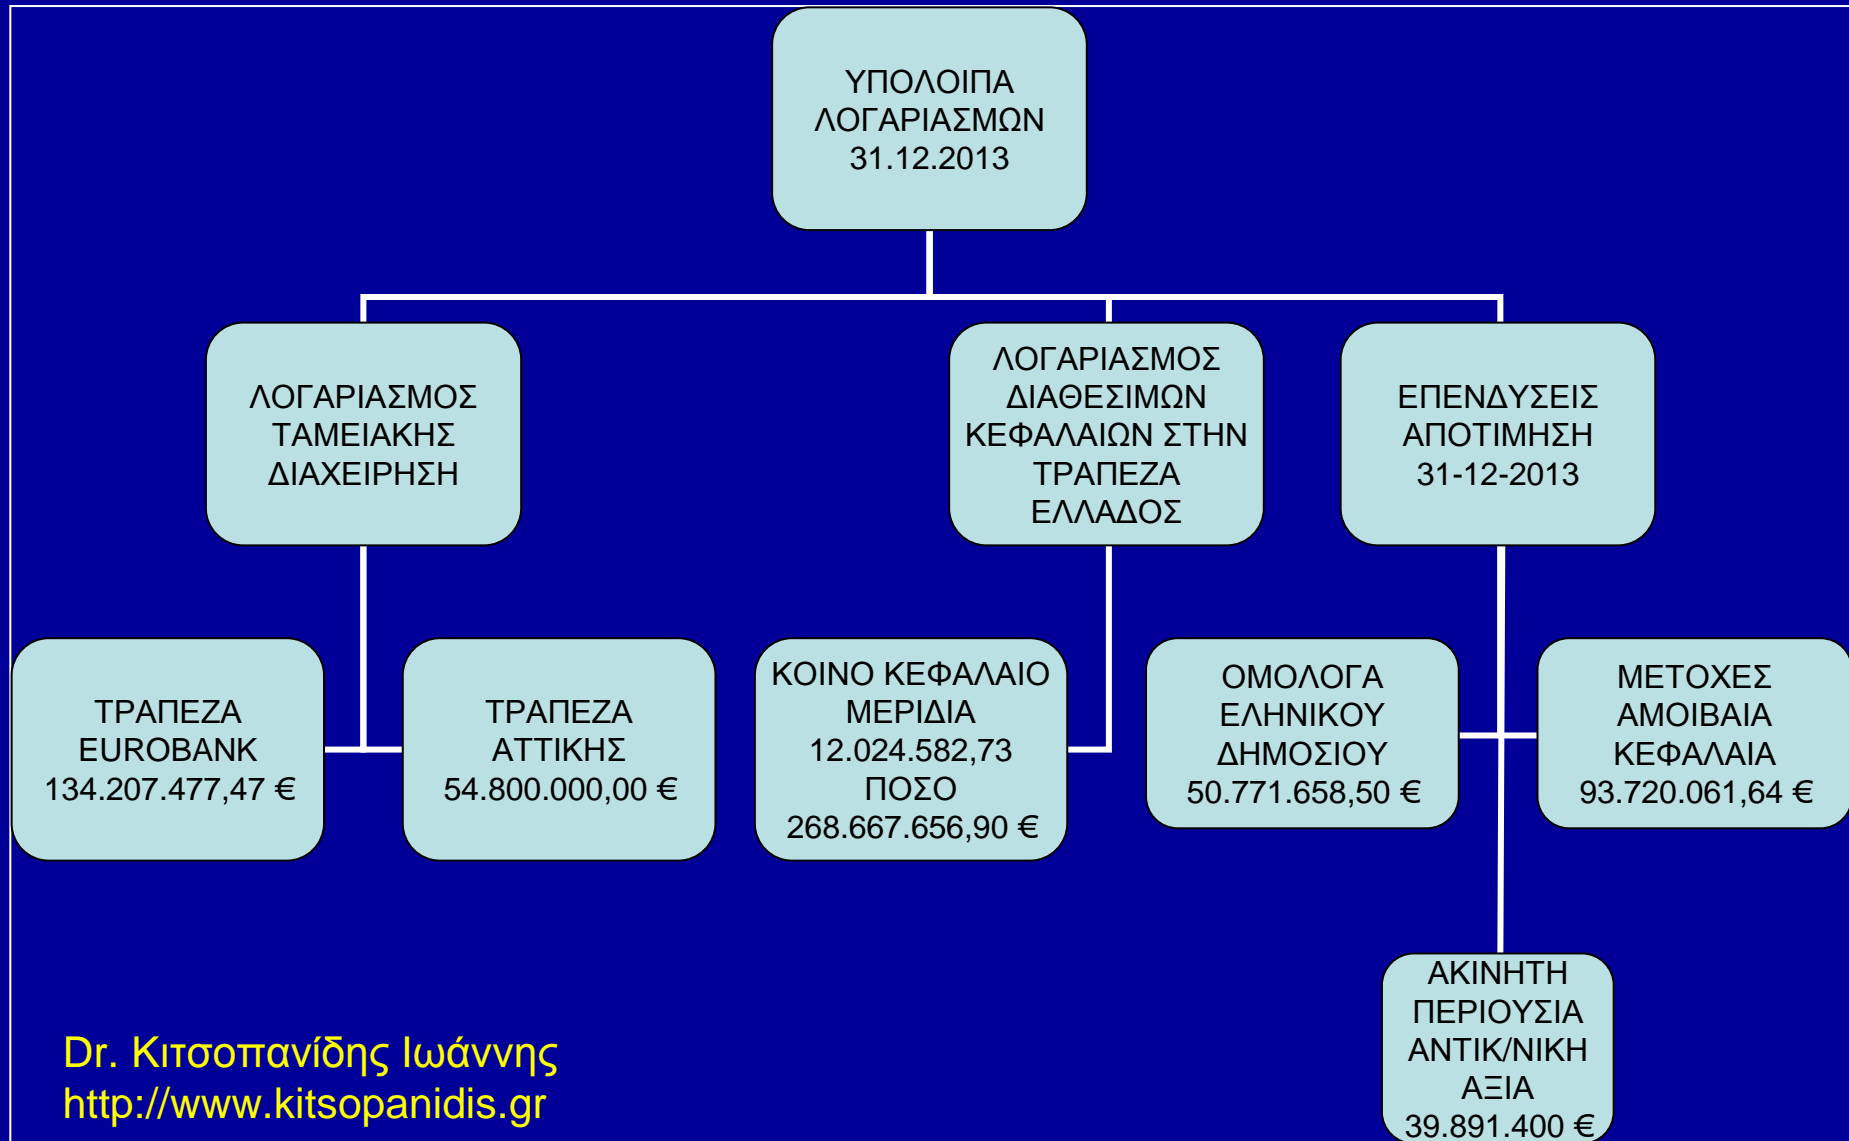 ΥΠΟΛΟΙΠΑ
ΛΟΓΑΡΙΑΣΜΩΝ
31.12.2013
ΛΟΓΑΡΙΑΣΜΟΣ
ΤΑΜΕΙΑΚΗΣ
ΔΙΑΧΕΙΡΗΣΗ
ΛΟΓΑΡΙΑΣΜΟΣ
ΔΙΑΘΕΣΙΜΩΝ
ΚΕΦΑΛΑΙΩΝ ΣΤΗΝ
ΤΡΑΠΕΖΑ
ΕΛΛΑΔΟΣ
ΕΠΕΝΔΥΣΕΙΣ
ΑΠΟΤΙΜΗΣΗ
31-12-2013
ΤΡΑΠΕΖΑ
EUROBANK
134.207.477,47 €
ΤΡΑΠΕΖΑ
ΑΤΤΙΚΗΣ
54.800.000,00 €
ΚΟΙΝΟ ΚΕΦΑΛΑΙΟ
ΜΕΡΙΔΙΑ
12.024.582,73
ΠΟΣΟ
268.667.656,90 €
ΟΜΟΛΟΓΑ
ΕΛΗΝΙΚΟΥ
ΔΗΜΟΣΙΟΥ
50.771.658,50 €
ΜΕΤΟΧΕΣ
ΑΜΟΙΒΑΙΑ
ΚΕΦΑΛΑΙΑ
93.720.061,64 €
ΑΚΙΝΗΤΗ
ΠΕΡΙΟΥΣΙΑ
ΑΝΤΙΚ/ΝΙΚΗ
ΑΞΙΑ
39.891.400 €
Dr. Κιτσοπανίδης Ιωάννης
http://www.kitsopanidis.gr